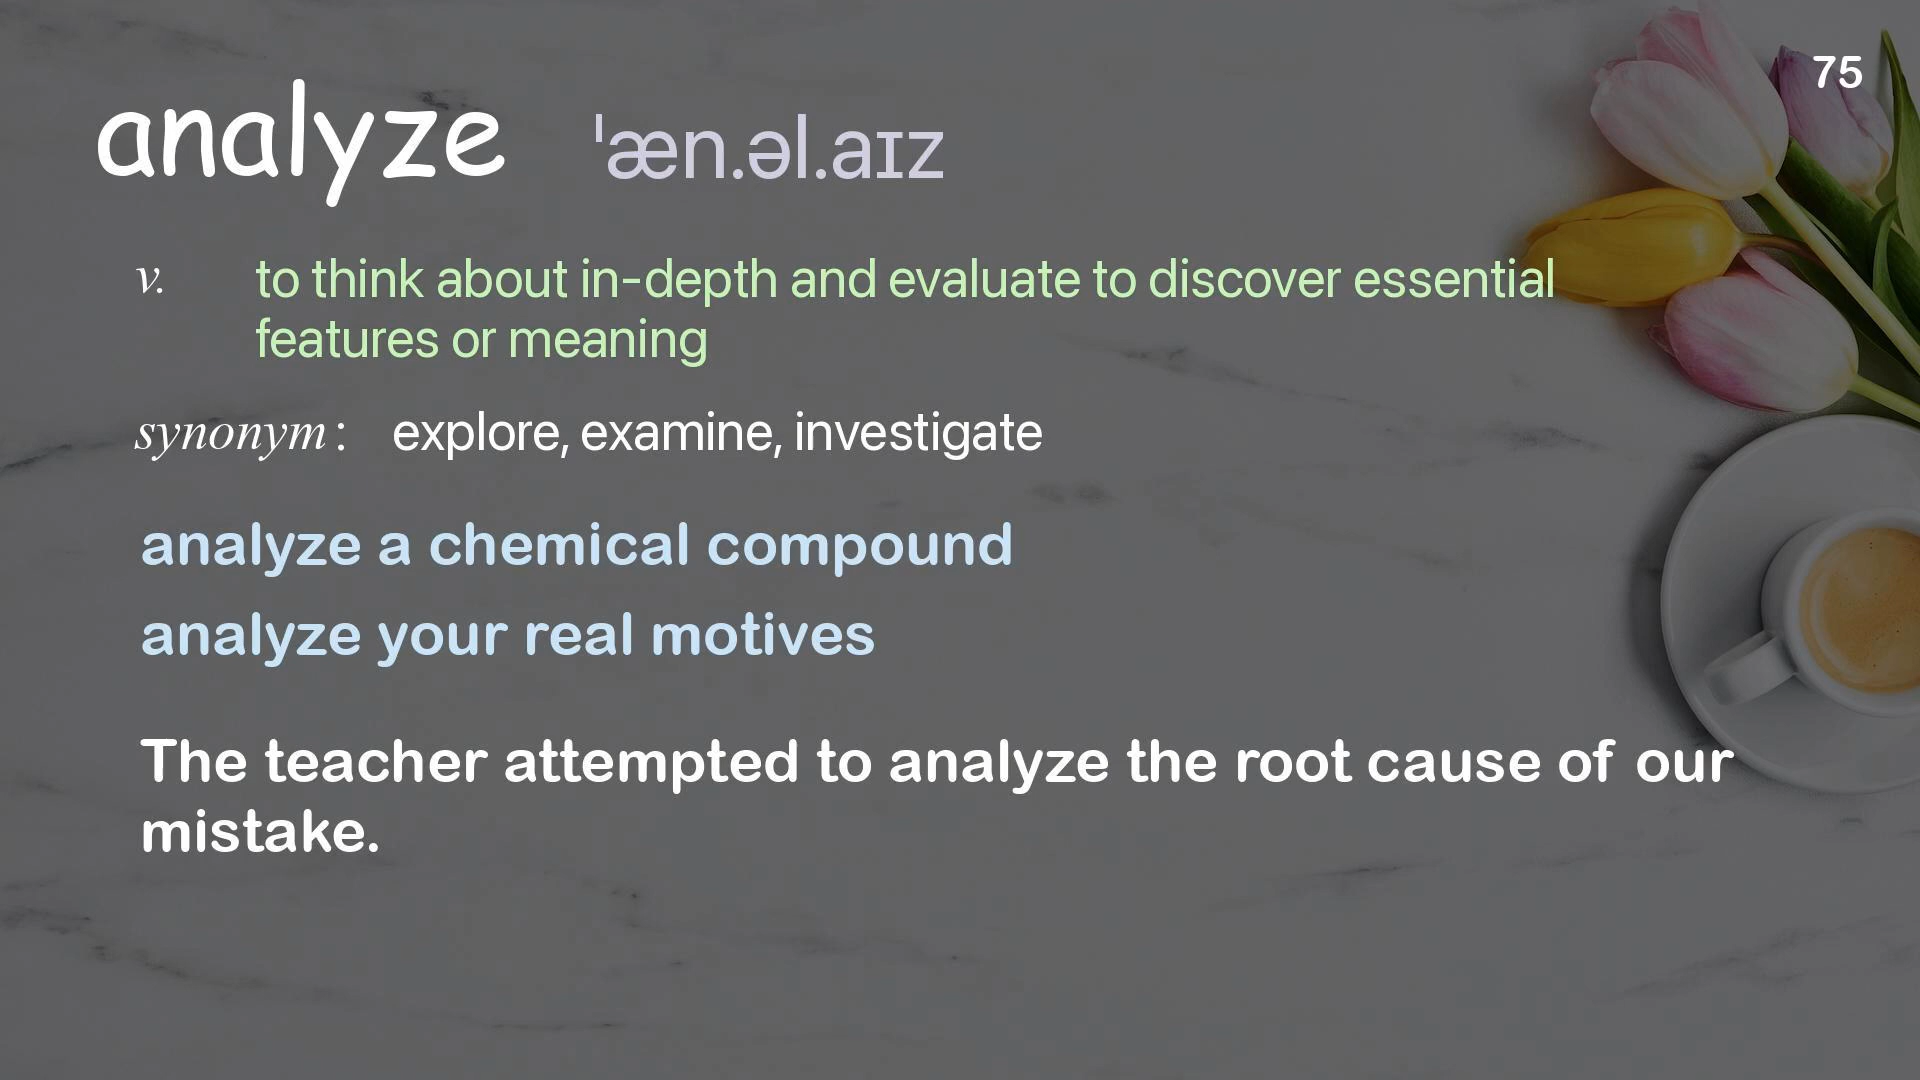 75
analyze ˈæn.əl.aɪz
v. to think about in-depth and evaluate to discover essential
features or meaning
synonym: explore, examine, investigate
analyze a chemical compound
analyze your real motives
The teacher attempted to analyze the root cause of our
mistake.